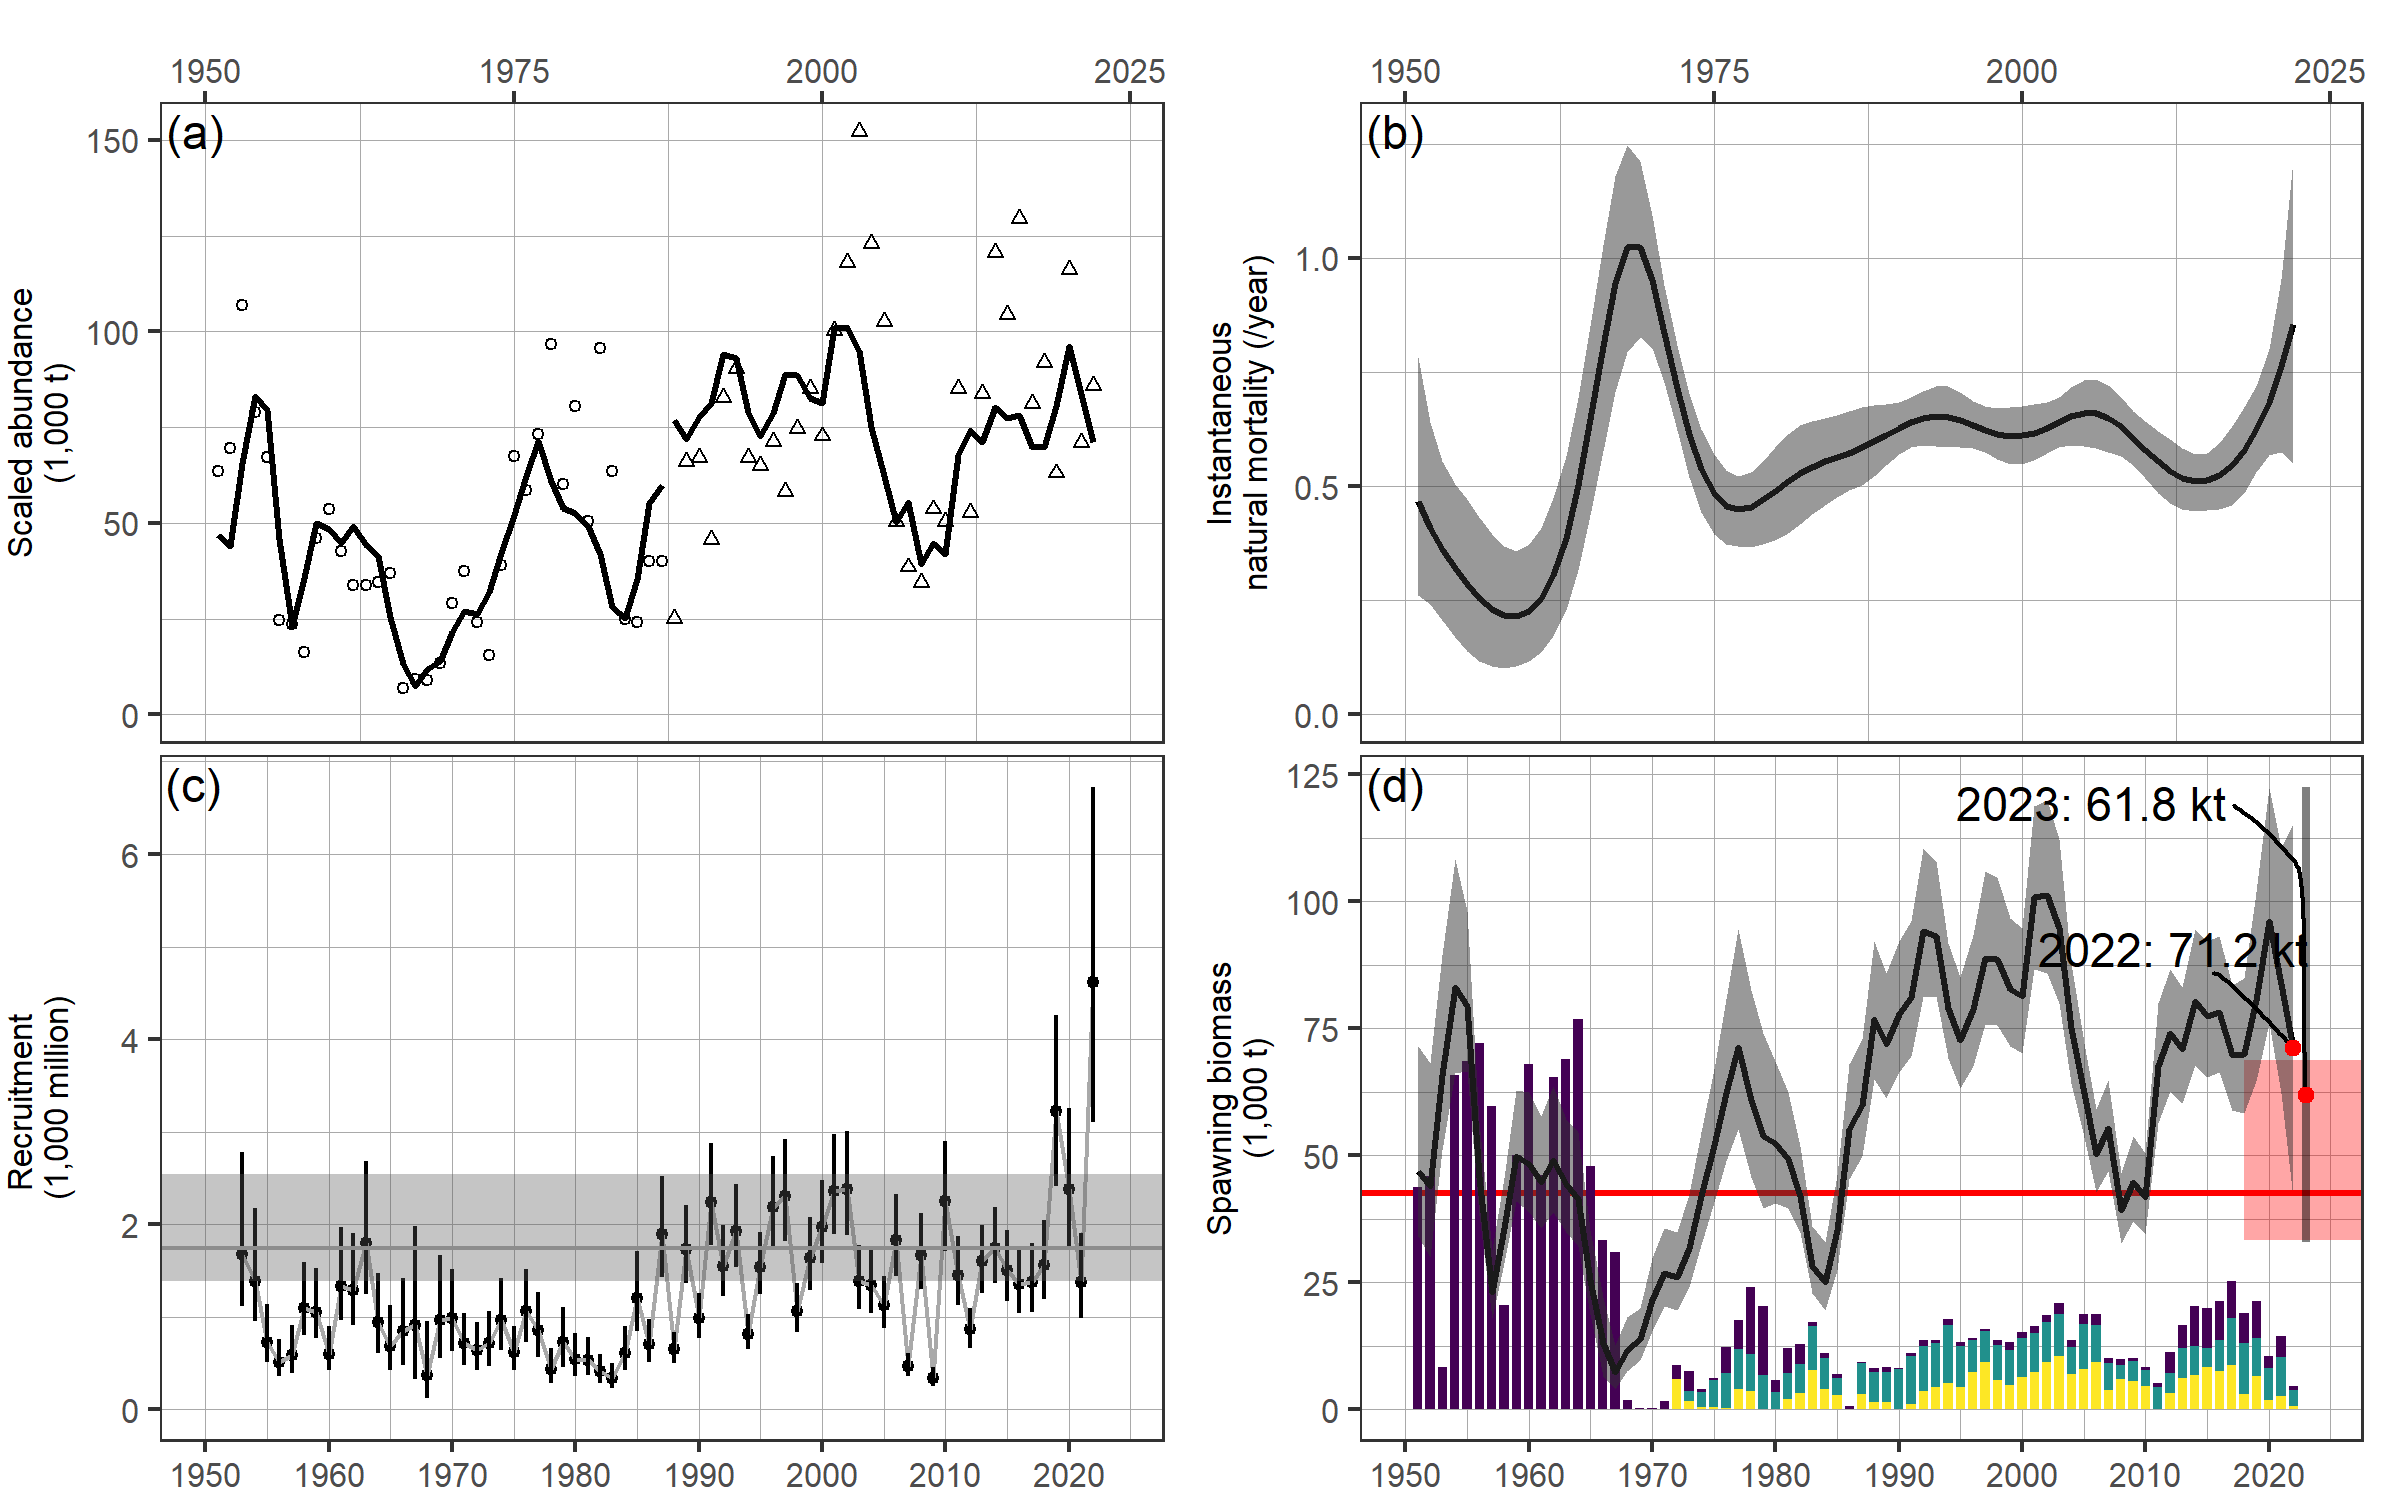 1950 1975 2000 2025
1950 1975 2000 2025
(a)
150
100
50
0
Scaled abundance
(1,000 t)
(b)
1.0
0.5
0.0
Instantaneous
natural mortality (/year)
(c)
6
4
2
0
Recruitment
(1,000 million)
1950 1960 1970 1980 1990 2000 2010 2020
(d)
125
100
75
50
25
0
Spawning biomass
(1,000 t)
2023: 61.8 kt
2022: 71.2 kt
1950 1960 1970 1980 1990 2000 2010 2020